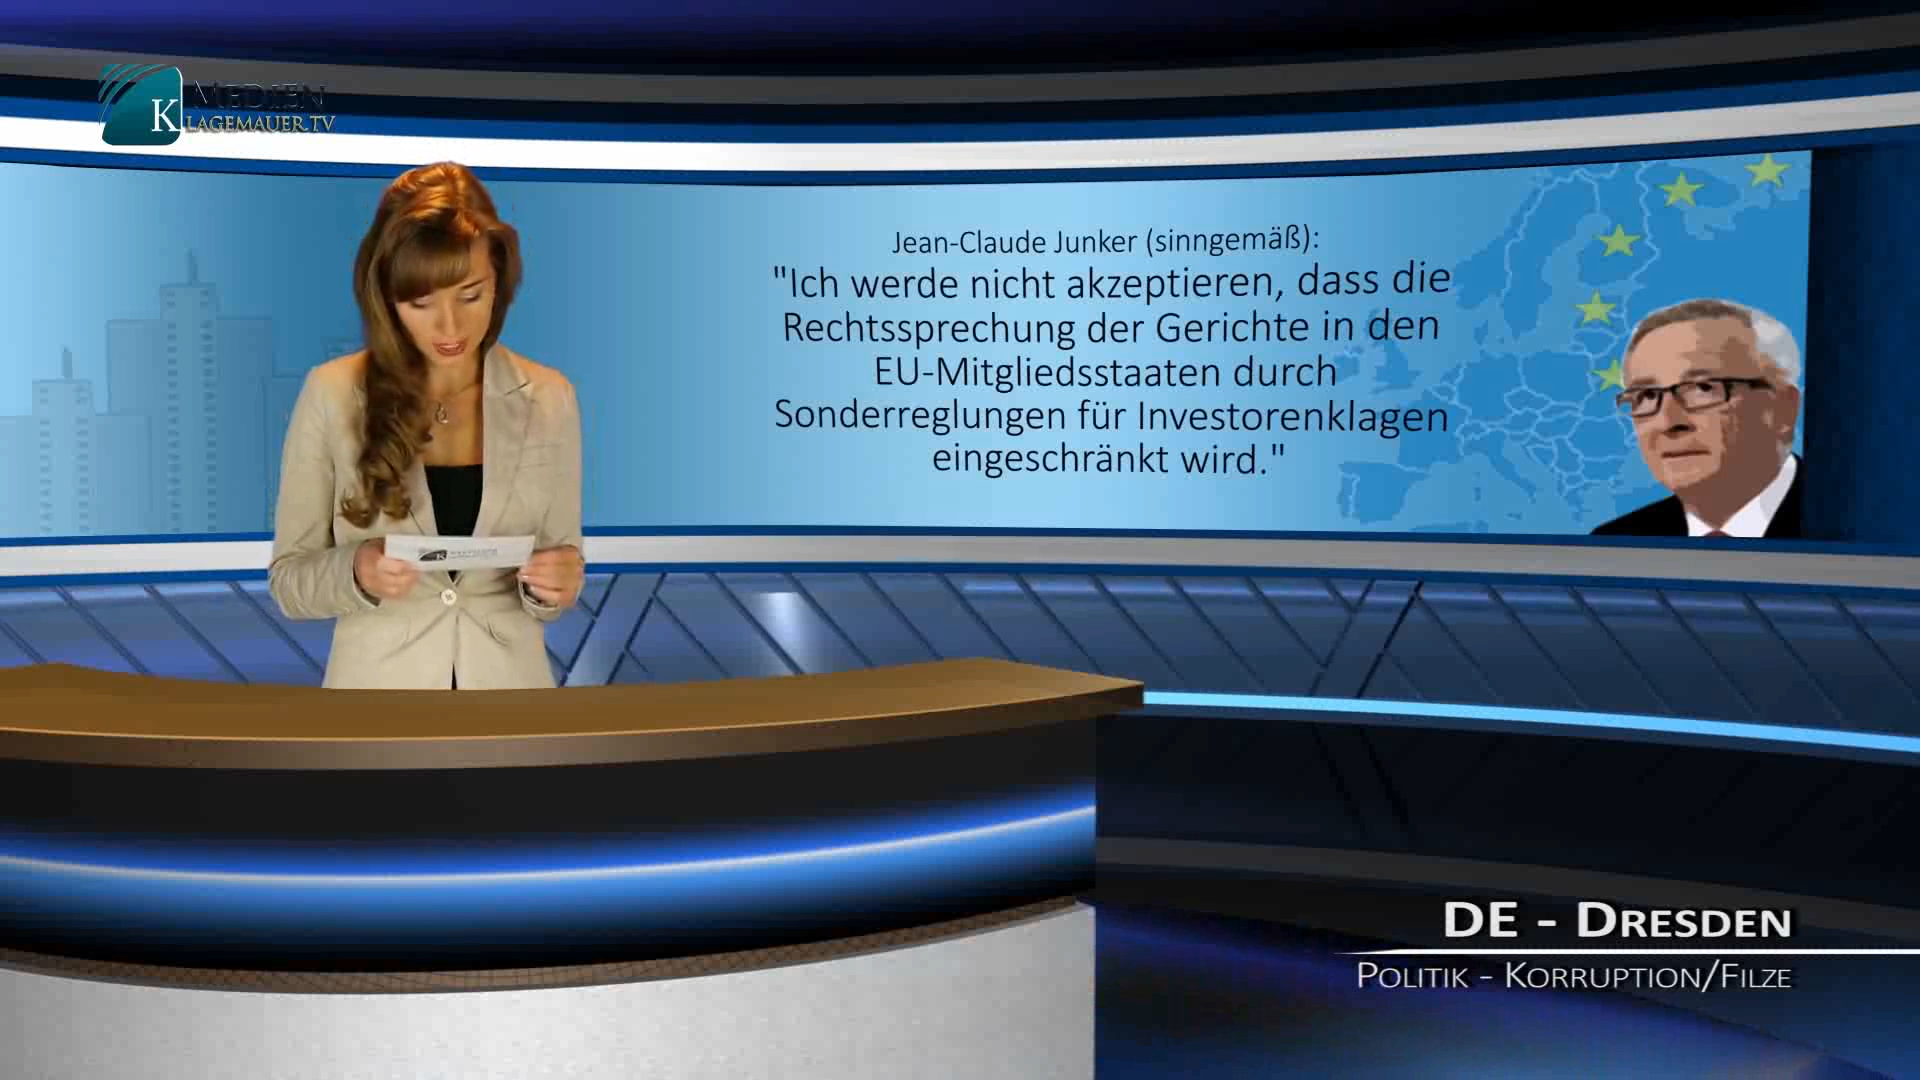 MEDIEN
KLAGEMAUER.TV
Jean-Claude Junker (sinngemäß):
"Ich werde nicht akzeptieren, dass die
Rechtssprechung der Gerichte in den
EU-Mitgliedsstaaten durch
Sonderreglungen für Investorenklagen
eingeschränkt wird."
K
DE - DRESDEN
POLITIK - KORRUPTION/FILZE